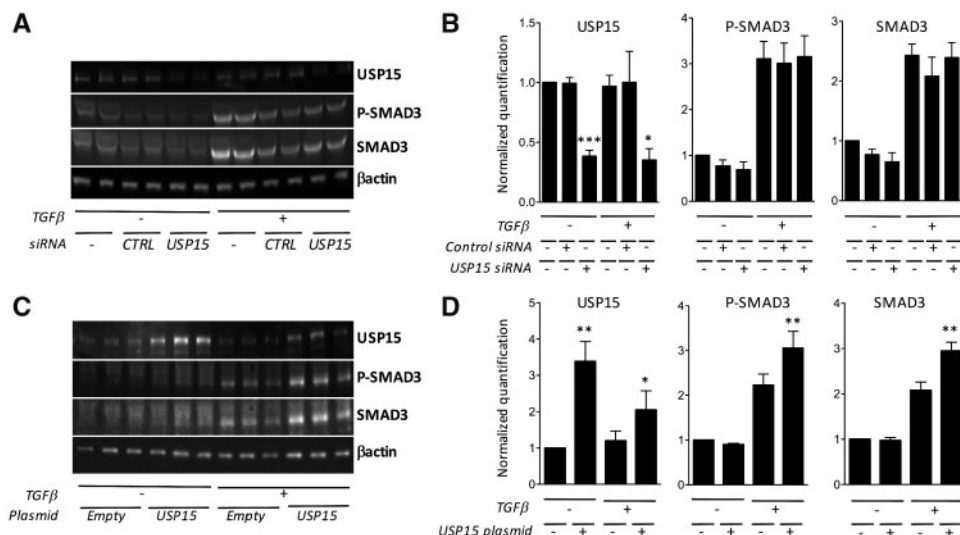 A
USP15
P-SMAD3
SMAD3
βactin
TGFβ - +
siRNA - CTRL USP15 - CTRL USP15
B
USP15 P-SMAD3 SMAD3
Normalized quantification
1.5
1.0
0.5
0.0
*** *
4
3
2
1
0
3
2
1
0
TGFβ - + - + - +
Control siRNA - + - - + - - + - - + - - + - - + -
USP15 siRNA - - + - - + - - + - - + - - + - - +
C
USP15
P-SMAD3
SMAD3
βactin
TGFβ - +
Plasmid Empty USP15 Empty USP15
D
USP15 P-SMAD3 SMAD3
Normalized quantification
5
4
3
2
1
0
** *
4
3
2
1
0
**
4
3
2
1
0
**
TGFβ - + - + - +
USP15 plasmid - + - + - + - + - + - +